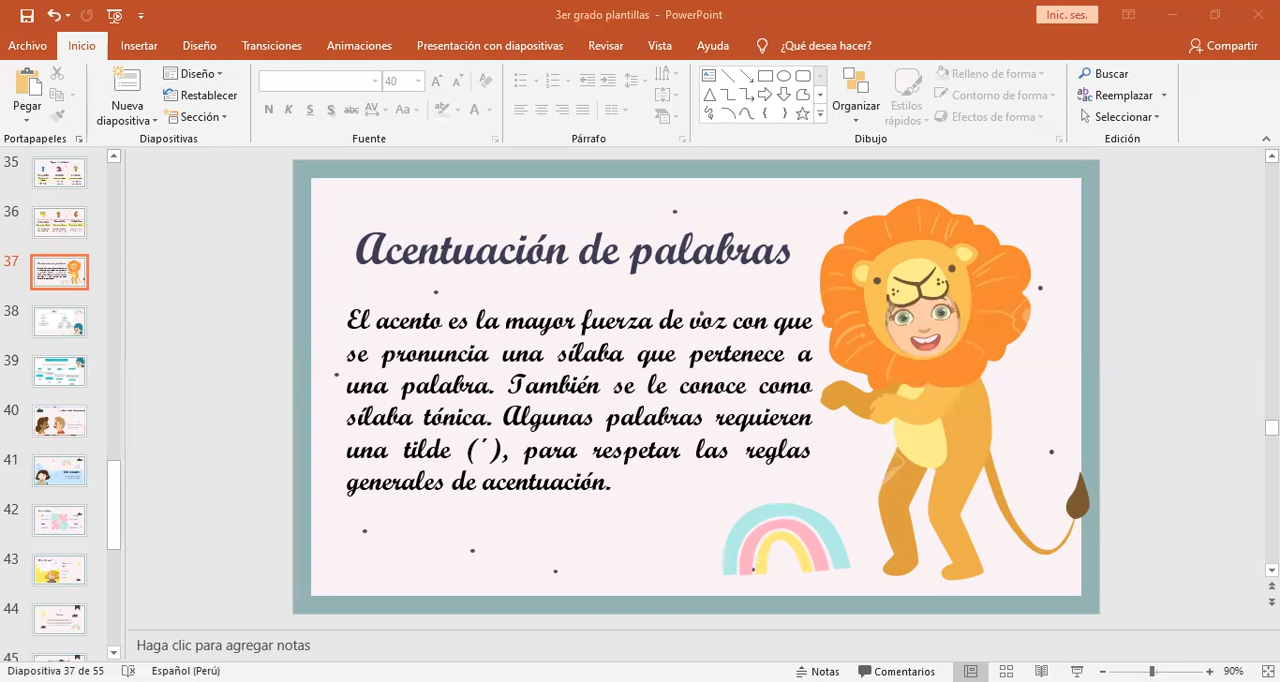 3er grado plantillas - PowerPoint
Inic. ses.
Archivo Inicio Insertar Diseño Transiciones Animaciones Presentación con diapositivas Revisar Vista Ayuda ¿Qué desea hacer? Compartir
Pegar
Nueva diapositiva
Diseño
Restablecer
Sección
40
N K S S abc AV Aa A
Organizar
Estilos rápidos
Relleno de forma
Contorno de forma
Efectos de forma
Buscar
Reemplazar
Seleccionar
Portapapeles Diapositivas Fuente Párrafo Dibujo Edición
35
36
37
38
39
40
41
42
43
44
45
Acentuación de palabras
El acento es la mayor fuerza de voz con que
se pronuncia una sílaba que pertenece a
una palabra. También se le conoce como
sílaba tónica. Algunas palabras requieren
una tilde (´), para respetar las reglas
generales de acentuación.
Haga clic para agregar notas
Diapositiva 37 de 55 Español (Perú) Notas Comentarios 90%